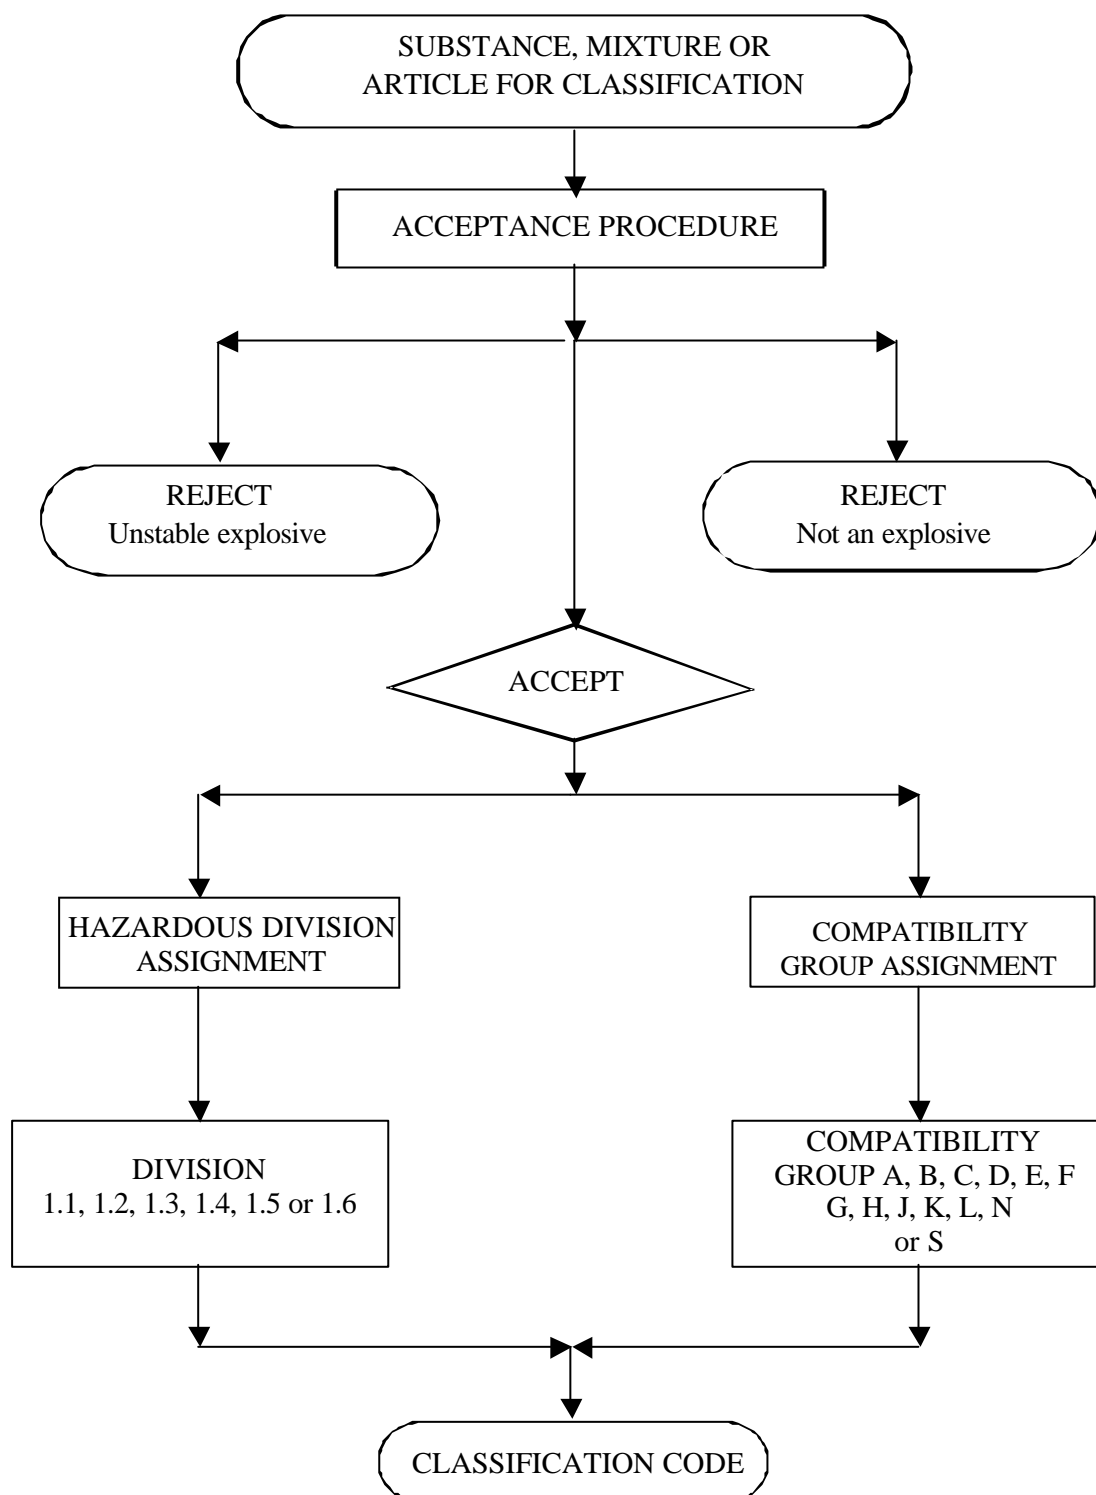 SUBSTANCE, MIXTURE OR
ARTICLE FOR CLASSIFICATION
ACCEPTANCE PROCEDURE
REJECT
Unstable explosive
REJECT
Not an explosive
ACCEPT
HAZARDOUS DIVISION
ASSIGNMENT
COMPATIBILITY
GROUP ASSIGNMENT
DIVISION
1.1, 1.2, 1.3, 1.4, 1.5 or 1.6
COMPATIBILITY
GROUP A, B, C, D, E, F
G, H, J, K, L, N
or S
CLASSIFICATION CODE